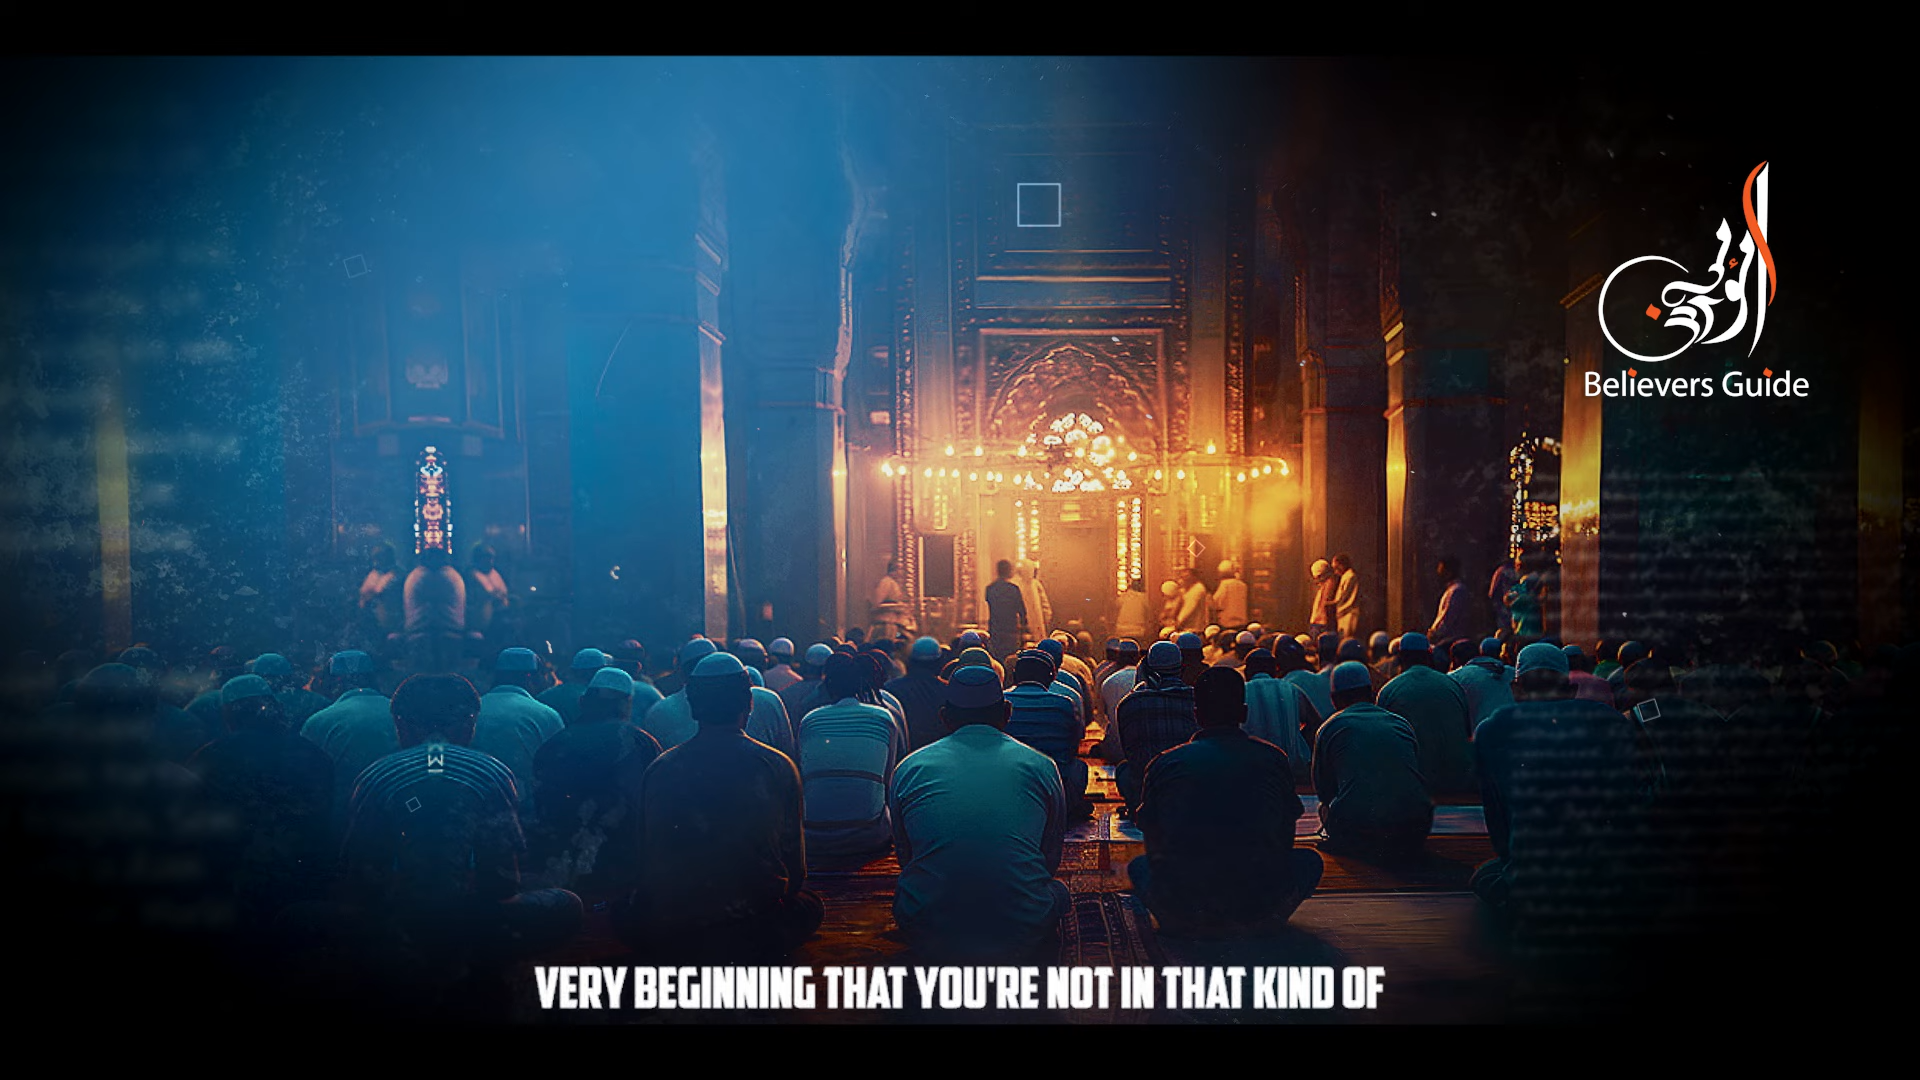 Believers Guide
VERY BEGINNING THAT YOU'RE NOT IN THAT KIND OF